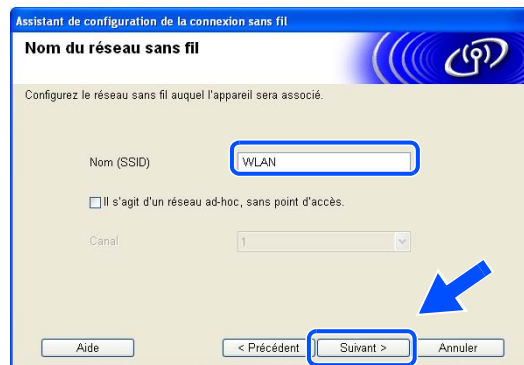 Assistant de configuration de la connexion sans fil
Nom du réseau sans fil
Configurez le réseau sans fil auquel l'appareil sera associé.
Nom (SSID)
WLAN
Il s'agit d'un réseau ad-hoc, sans point d'accès.
Canal
1
Aide
< Précédent
Suivant >
Annuler